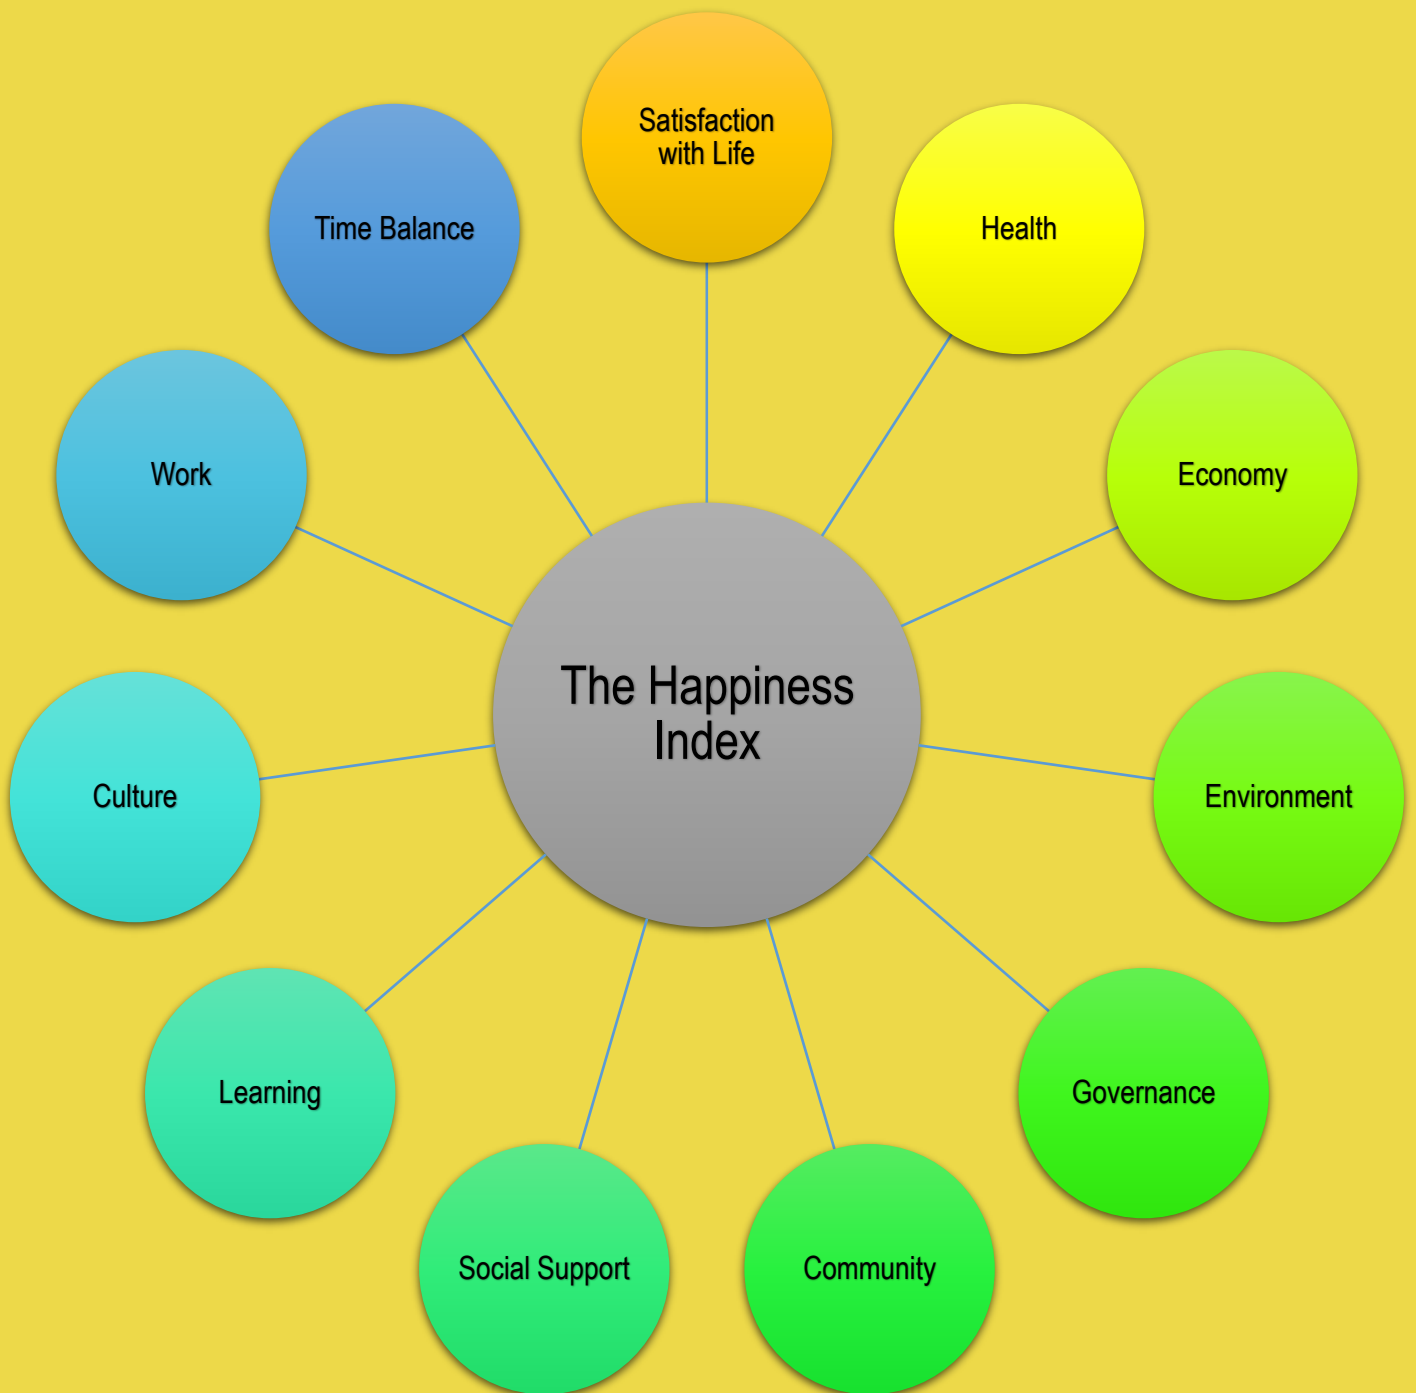 Satisfaction
with Life
Health
Economy
Environment
Governance
Community
Social Support
Learning
Culture
Work
Time Balance
The Happiness
Index